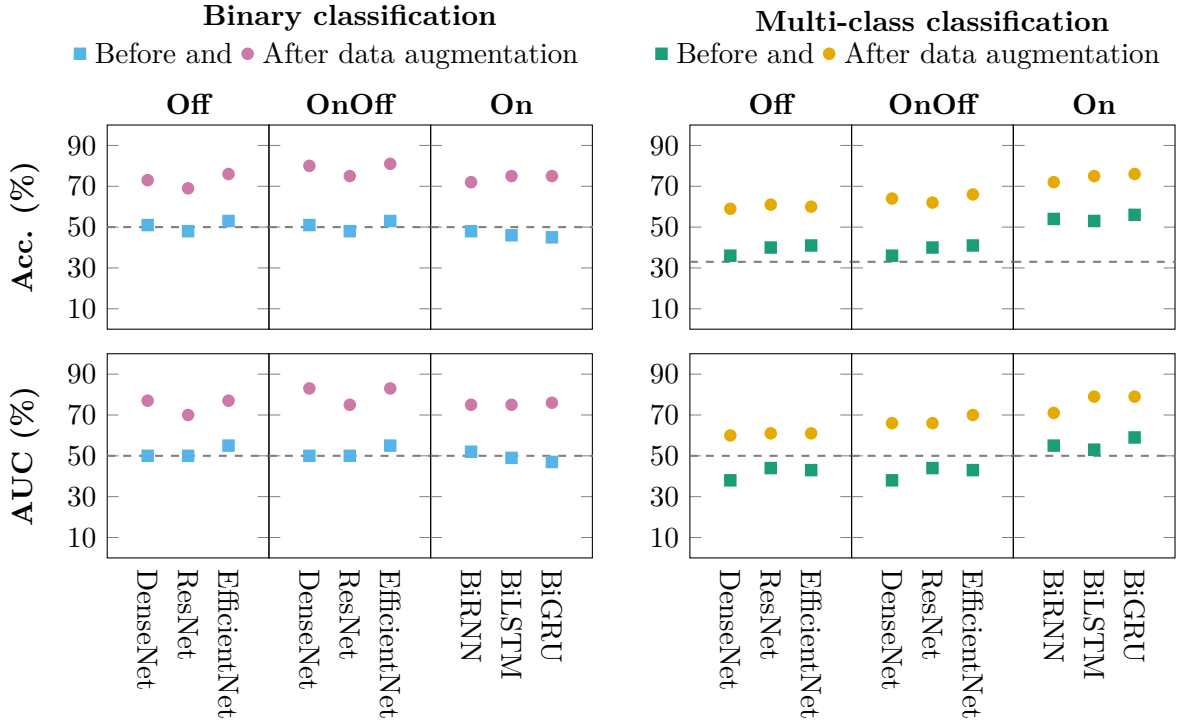 Binary classification
Before and After data augmentation
Multi-class classification
Before and After data augmentation
Off OnOff On
Off OnOff On
Acc. (%)
90
70
50
30
10
90
70
50
30
10
AUC (%)
90
70
50
30
10
90
70
50
30
10
DenseNet
ResNet
EfficientNet
DenseNet
ResNet
EfficientNet
BiRNN
BiLSTM
BiGRU
DenseNet
ResNet
EfficientNet
DenseNet
ResNet
EfficientNet
BiRNN
BiLSTM
BiGRU